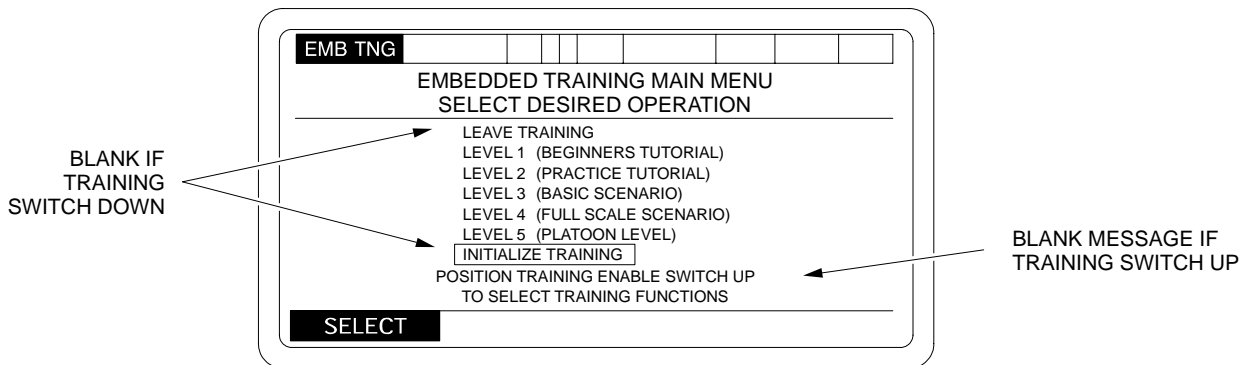 EMB TNG
EMBEDDED TRAINING MAIN MENU
SELECT DESIRED OPERATION
LEAVE TRAINING
LEVEL 1 (BEGINNERS TUTORIAL)
LEVEL 2 (PRACTICE TUTORIAL)
LEVEL 3 (BASIC SCENARIO)
LEVEL 4 (FULL SCALE SCENARIO)
LEVEL 5 (PLATOON LEVEL)
INITIALIZE TRAINING
POSITION TRAINING ENABLE SWITCH UP
TO SELECT TRAINING FUNCTIONS
SELECT
BLANK IF
TRAINING
SWITCH DOWN
BLANK MESSAGE IF
TRAINING SWITCH UP